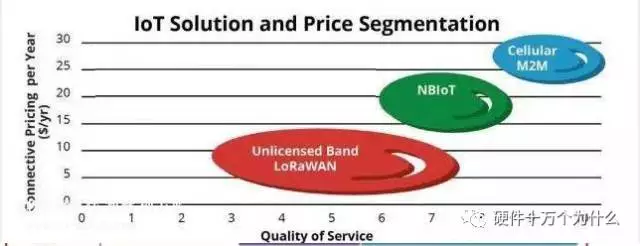 IoT Solution and Price Segmentation
Connective Pricing per Year
($/yr)
30
25
20
15
10
5
0
Cellular
M2M
NBIoT
Unlicensed Band
LoRaWAN
0 1 2 3 4 5 6 7
Quality of Service
硬件十万个为什么